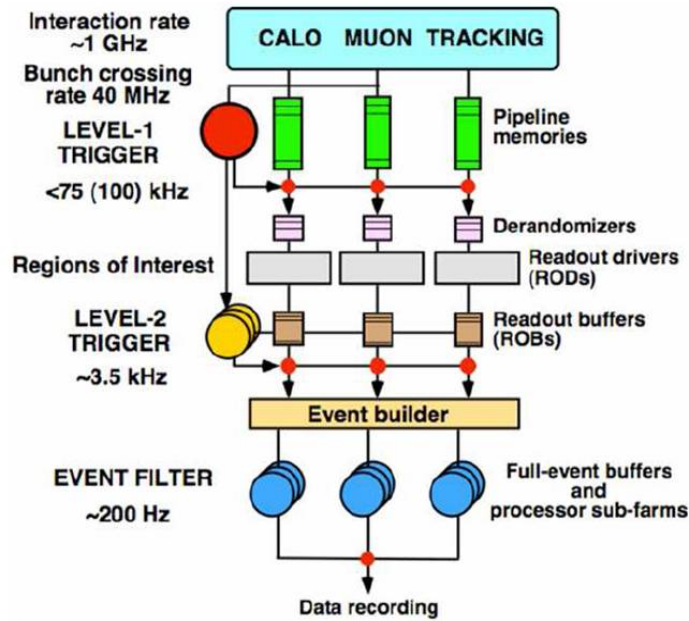 Interaction rate
~1 GHz
CALO MUON TRACKING
Bunch crossing
rate 40 MHz
LEVEL-1
TRIGGER
Pipeline
memories
<75 (100) kHz
Derandomizers
Regions of Interest
Readout drivers
(RODs)
LEVEL-2
TRIGGER
Readout buffers
(ROBs)
~3.5 kHz
Event builder
EVENT FILTER
~200 Hz
Full-event buffers
and
processor sub-farms
Data recording